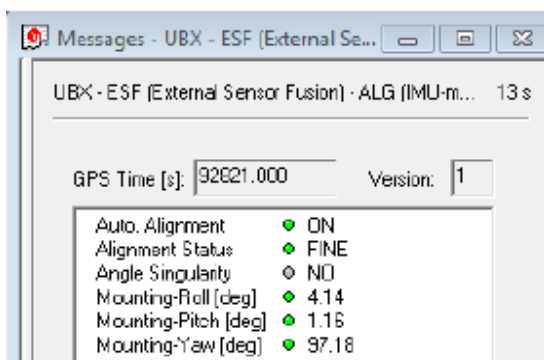 Messages - UBX - ESF (External Se...
UBX - ESF (External Sensor Fusion) - ALG (IMU-m... 13 s
GPS Time [s]: 92821.000 Version: 1
Auto. Alignment ON
Alignment Status FINE
Angle Singularity NO
Mounting-Roll [deg] 4.14
Mounting-Pitch [deg] 1.16
Mounting-Yaw [deg] 97.18